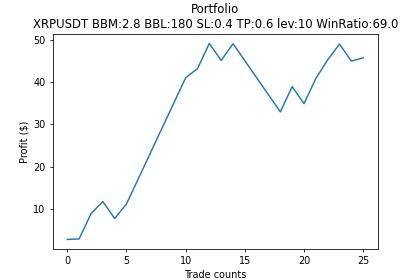 Portfolio
XRPUSDT BBM:2.8 BBL:180 SL:0.4 TP:0.6 lev:10 WinRatio:69.0
50
40
30
20
10
Profit ($)
0 5 10 15 20 25
Trade counts